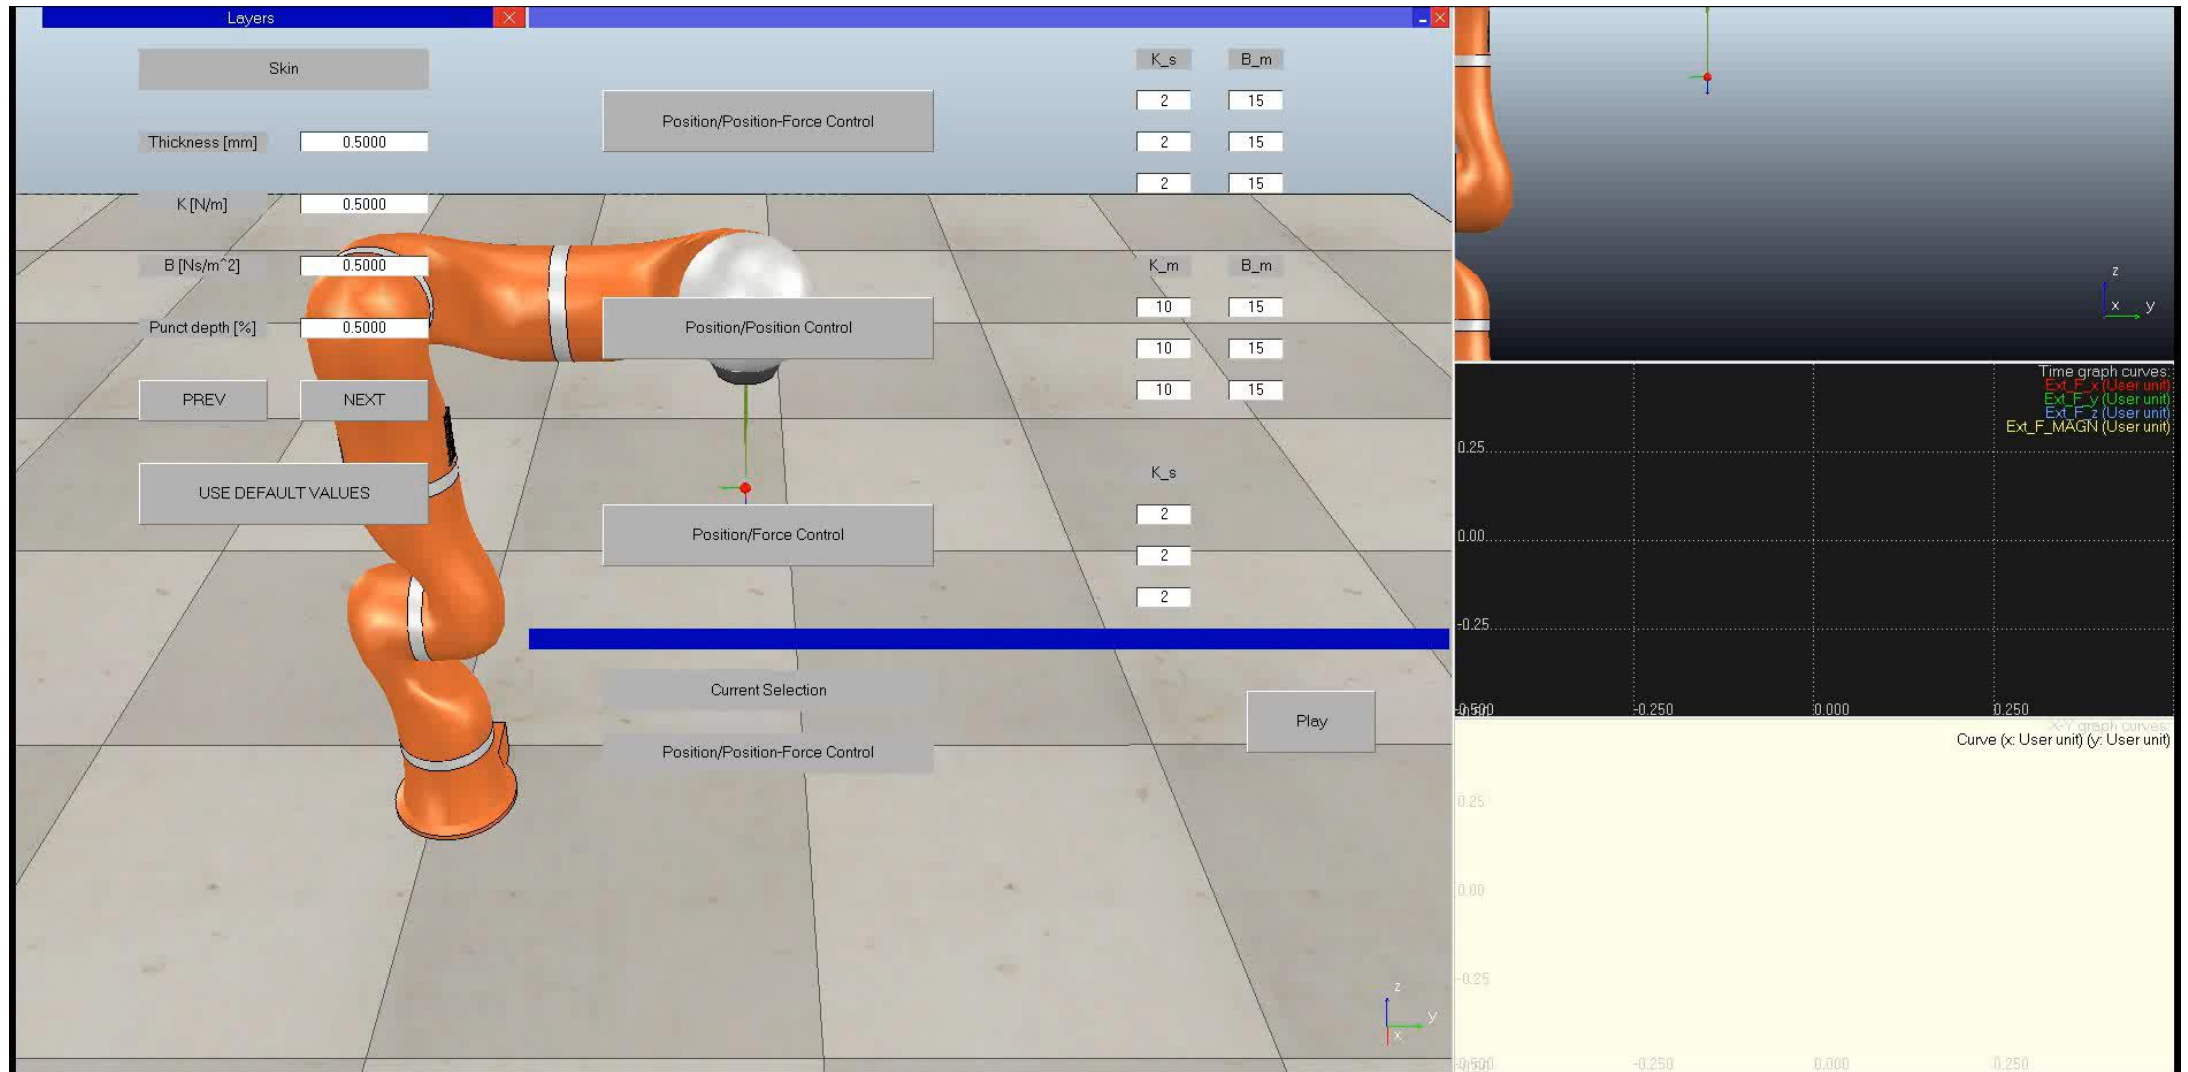 Layers
Skin
Thickness [mm] 0.5000
K [N/m] 0.5000
B [Ns/m^2] 0.5000
Punct depth [%] 0.5000
PREV NEXT
USE DEFAULT VALUES
K_s B_m
Position/Position-Force Control
2 15
2 15
2 15
K_m B_m
Position/Position Control
10 15
10 15
10 15
K_s
Position/Force Control
2
2
2
Current Selection
Position/Position-Force Control
Play
z
y
x
z
x y
Time graph curves:
Ext_F_x (User unit)
Ext_F_y (User unit)
Ext_F_z (User unit)
Ext_F_MAGN (User unit)
0.25
0.00
-0.25
-0.250 0.000 0.250
X-Y graph curves:
Curve (x: User unit) (y: User unit)
0.25
0.00
-0.25
-0.250 0.000 0.250